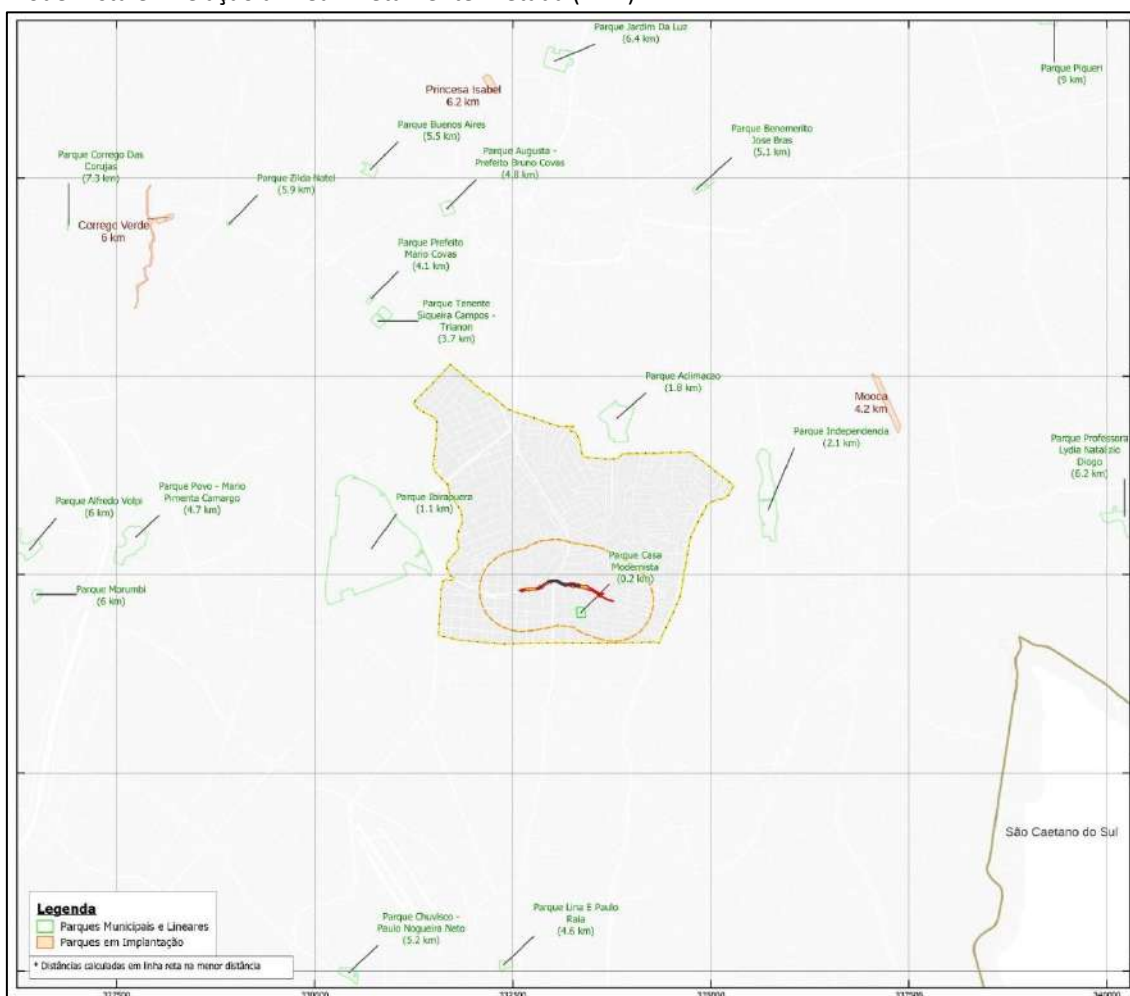 Parque Jardim Da Luz
(6.4 km)
Parque Piqueri
(9 km)
Princesa Isabel
6.2 km
Parque Buenos Aires
(5.5 km)
Parque Augusta -
Prefeito Bruno Covas
(4.8 km)
Parque Benemerito
Jose Bras
(5.1 km)
Parque Corrego Das
Corujas
(7.3 km)
Parque Zilda Natel
(5.9 km)
Corrego Verde
6 km
Parque Prefeito
Mario Covas
(4.1 km)
Parque Tenente
Siqueira Campos -
Trianon
(3.7 km)
Parque Aclimacao
(1.8 km)
Mooca
4.2 km
Parque Independencia
(2.1 km)
Parque Professora
Lydia Natalizio
Diogo
(6.2 km)
Parque Alfredo Volpi
(6 km)
Parque Povo - Mario
Pimenta Camargo
(4.7 km)
Parque Ibirapuera
(1.1 km)
Parque Casa
Modernista
(0.2 km)
Parque Morumbi
(6 km)
São Caetano do Sul
Legenda
Parques Municipais e Lineares
Parques em Implantação
* Distâncias calculadas em linha reta na menor distância
Parque Chuvisco -
Paulo Nogueira Neto
(5.2 km)
Parque Lina E Paulo
Raia
(4.6 km)